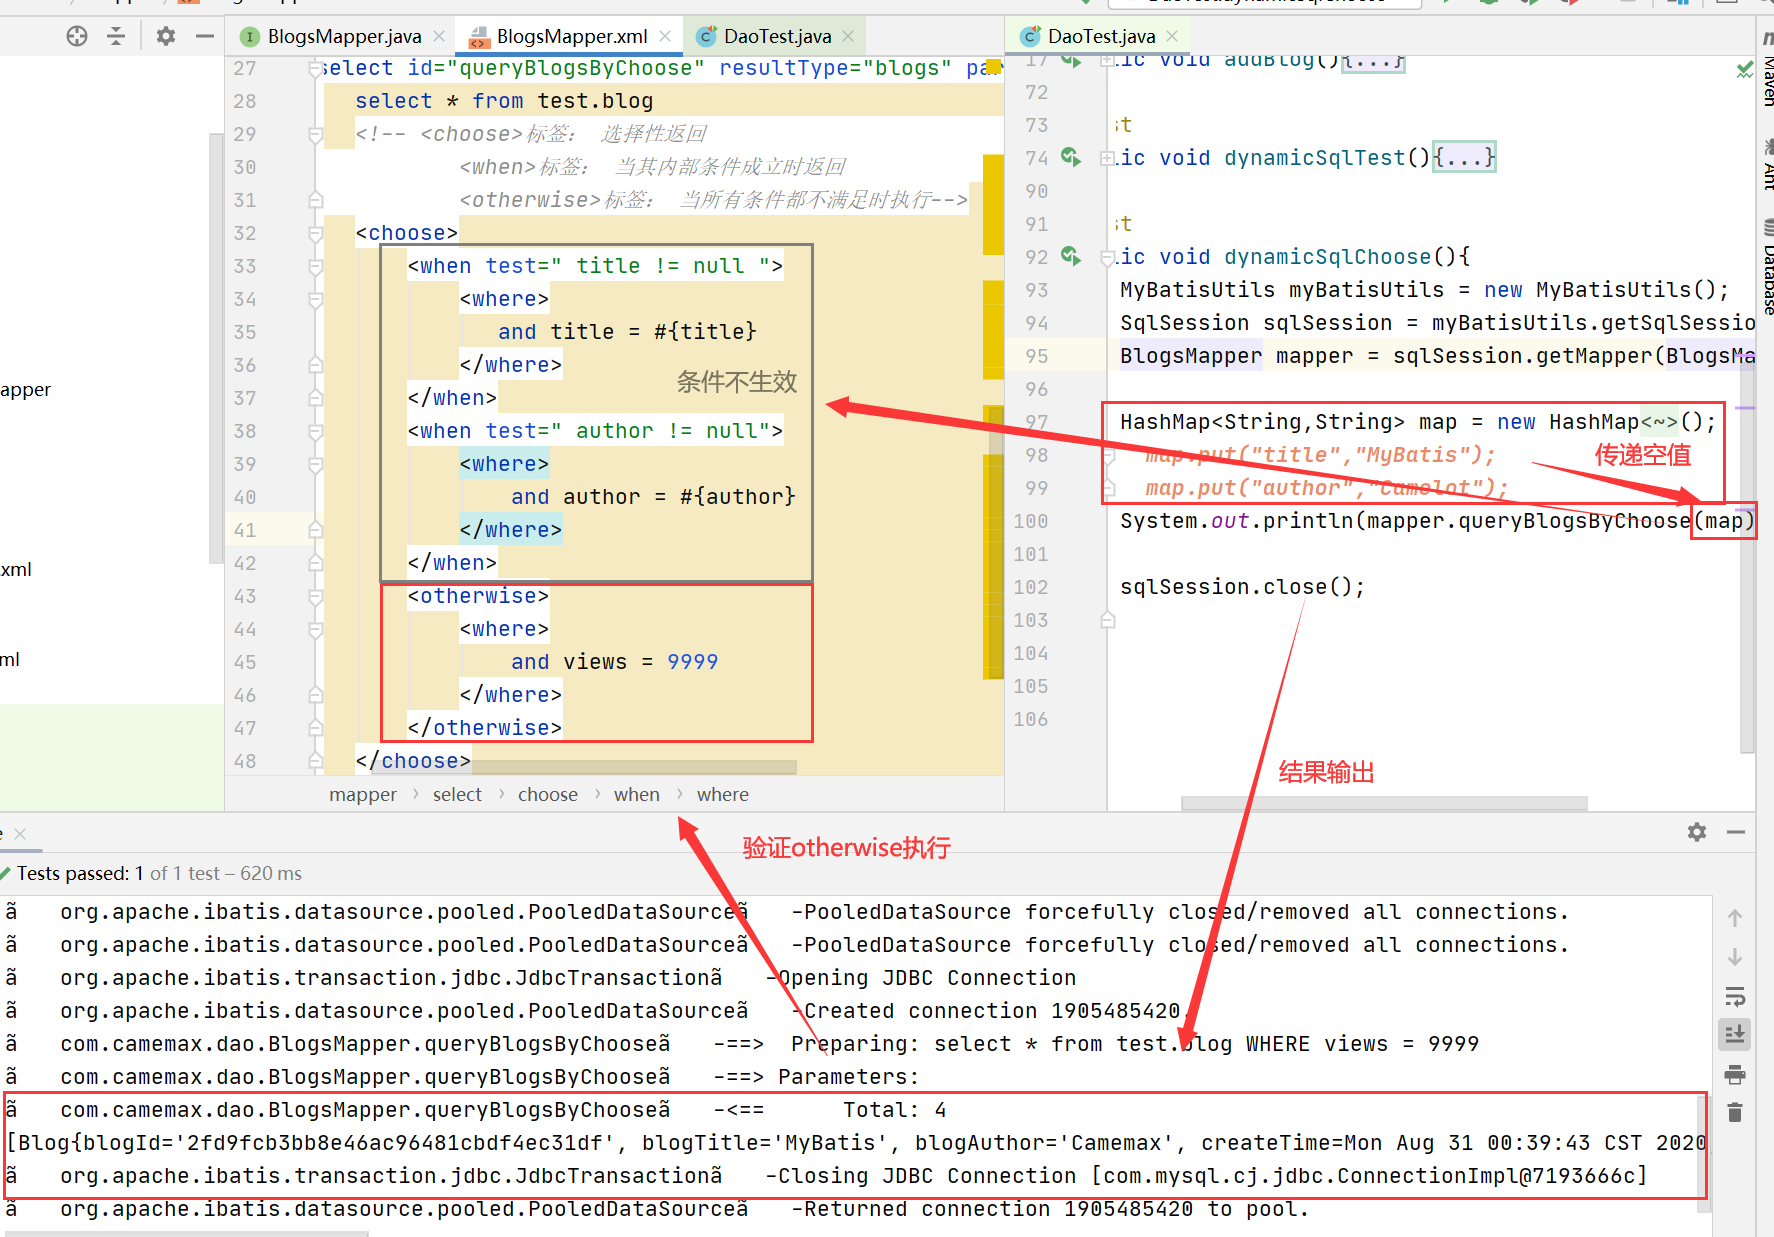 BlogsMapper.java
BlogsMapper.xml
DaoTest.java
DaoTest.java
apper
xml
ml
27 select id="queryBlogsByChoose" resultType="blogs" par
28 select * from test.blog
29 <!-- <choose>标签： 选择性返回
30 <when>标签： 当其内部条件成立时返回
31 <otherwise>标签： 当所有条件都不满足时执行-->
32 <choose>
33 <when test=" title != null ">
34 <where>
35 and title = #{title}
36 </where>
37 </when>
38 <when test=" author != null">
39 <where>
40 and author = #{author}
41 </where>
42 </when>
43 <otherwise>
44 <where>
45 and views = 9999
46 </where>
47 </otherwise>
48 </choose>
条件不生效
mapper › select › choose › when › where
17 lic void addBlog(){...}
72
73 st
74 lic void dynamicSqlTest(){...}
90
91 st
92 lic void dynamicSqlChoose(){
93 MyBatisUtils myBatisUtils = new MyBatisUtils();
94 SqlSession sqlSession = myBatisUtils.getSqlSessio
95 BlogsMapper mapper = sqlSession.getMapper(BlogsMa
96
97 HashMap<String,String> map = new HashMap<~>();
98 map.put("title","MyBatis");
99 map.put("author","Camelot");
传递空值
100 System.out.println(mapper.queryBlogsByChoose(map)
101
102 sqlSession.close();
103
104
105
106
结果输出
Maven
Ant
Database
验证otherwise执行
Tests passed: 1 of 1 test – 620 ms
ã org.apache.ibatis.datasource.pooled.PooledDataSourceã -PooledDataSource forcefully closed/removed all connections.
ã org.apache.ibatis.datasource.pooled.PooledDataSourceã -PooledDataSource forcefully closed/removed all connections.
ã org.apache.ibatis.transaction.jdbc.JdbcTransactionã -Opening JDBC Connection
ã org.apache.ibatis.datasource.pooled.PooledDataSourceã -Created connection 1905485420.
ã com.camemax.dao.BlogsMapper.queryBlogsByChooseã -==> Preparing: select * from test.blog WHERE views = 9999
ã com.camemax.dao.BlogsMapper.queryBlogsByChooseã -==> Parameters:
ã com.camemax.dao.BlogsMapper.queryBlogsByChooseã -<== Total: 4
[Blog{blogId='2fd9fcb3bb8e46ac96481cbdf4ec31df', blogTitle='MyBatis', blogAuthor='Camemax', createTime=Mon Aug 31 00:39:43 CST 2020
ã org.apache.ibatis.transaction.jdbc.JdbcTransactionã -Closing JDBC Connection [com.mysql.cj.jdbc.ConnectionImpl@7193666c]
ã org.apache.ibatis.datasource.pooled.PooledDataSourceã -Returned connection 1905485420 to pool.